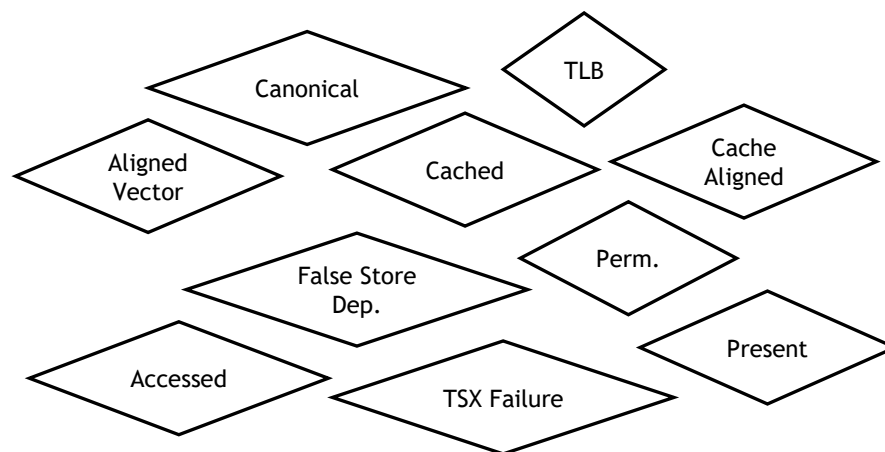 TLB
Canonical
Aligned
Vector
Cached
Cache
Aligned
False Store
Dep.
Perm.
Accessed
TSX Failure
Present